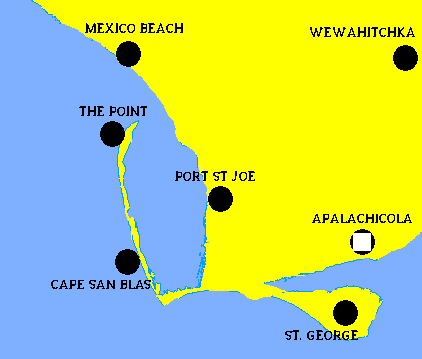 MEXICO BEACH
WEWAHITCHKA
THE POINT
PORT ST JOE
APALACHICOLA
CAPE SAN BLAS
ST. GEORGE